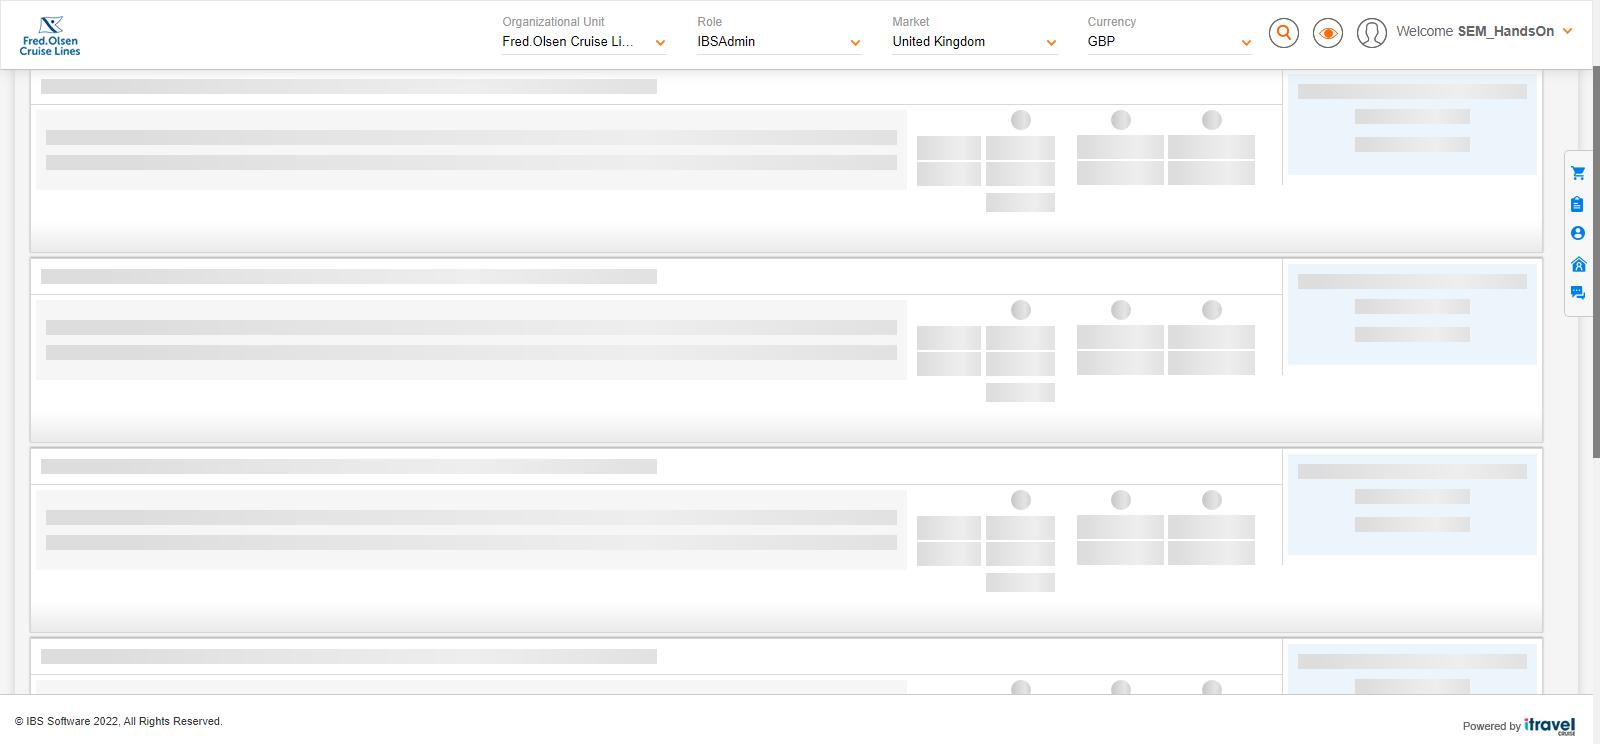 Fred.Olsen
Cruise Lines
Organizational Unit
Fred.Olsen Cruise Li...
Role
IBSAdmin
Market
United Kingdom
Currency
GBP
Welcome SEM_HandsOn
© IBS Software 2022, All Rights Reserved.
Powered by itravel
CRUISE